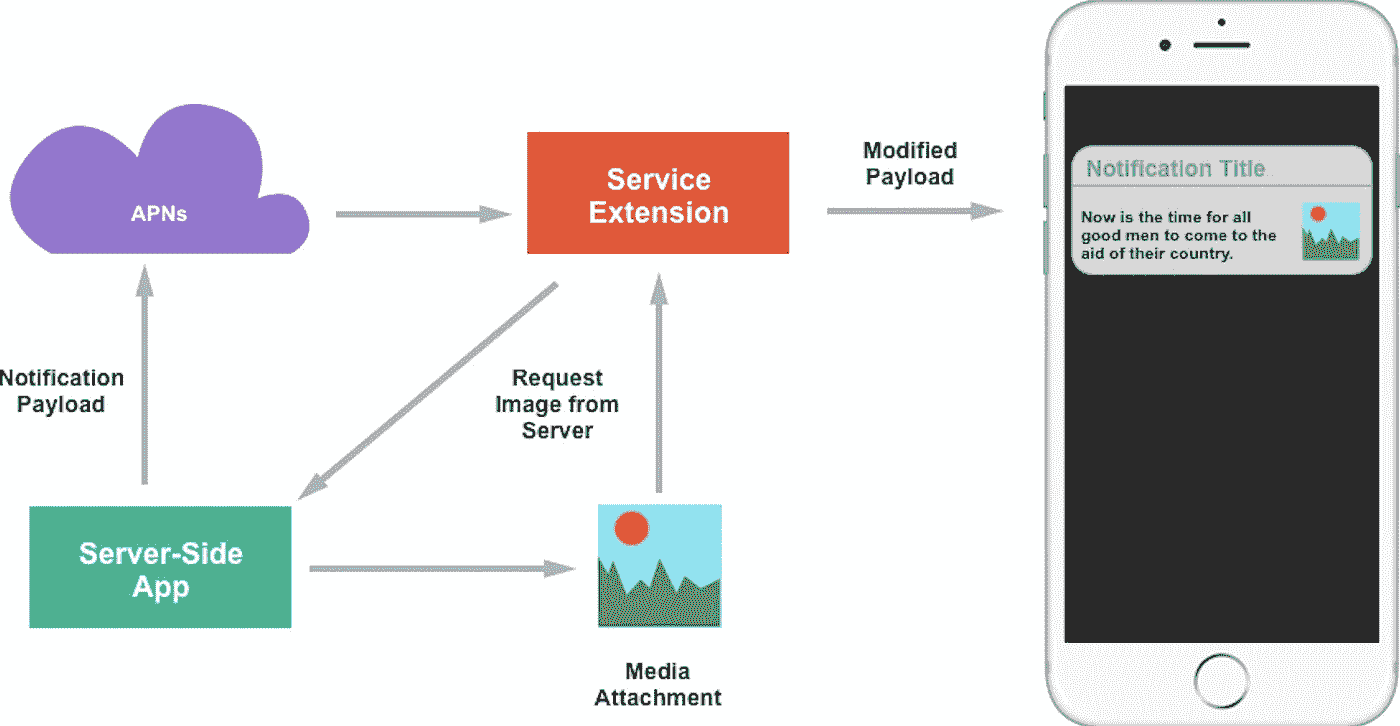 APNs
Service
Extension
Modified
Payload
Notification Title
Now is the time for all
good men to come to the
aid of their country.
Notification
Payload
Request
Image from
Server
Server-Side
App
Media
Attachment